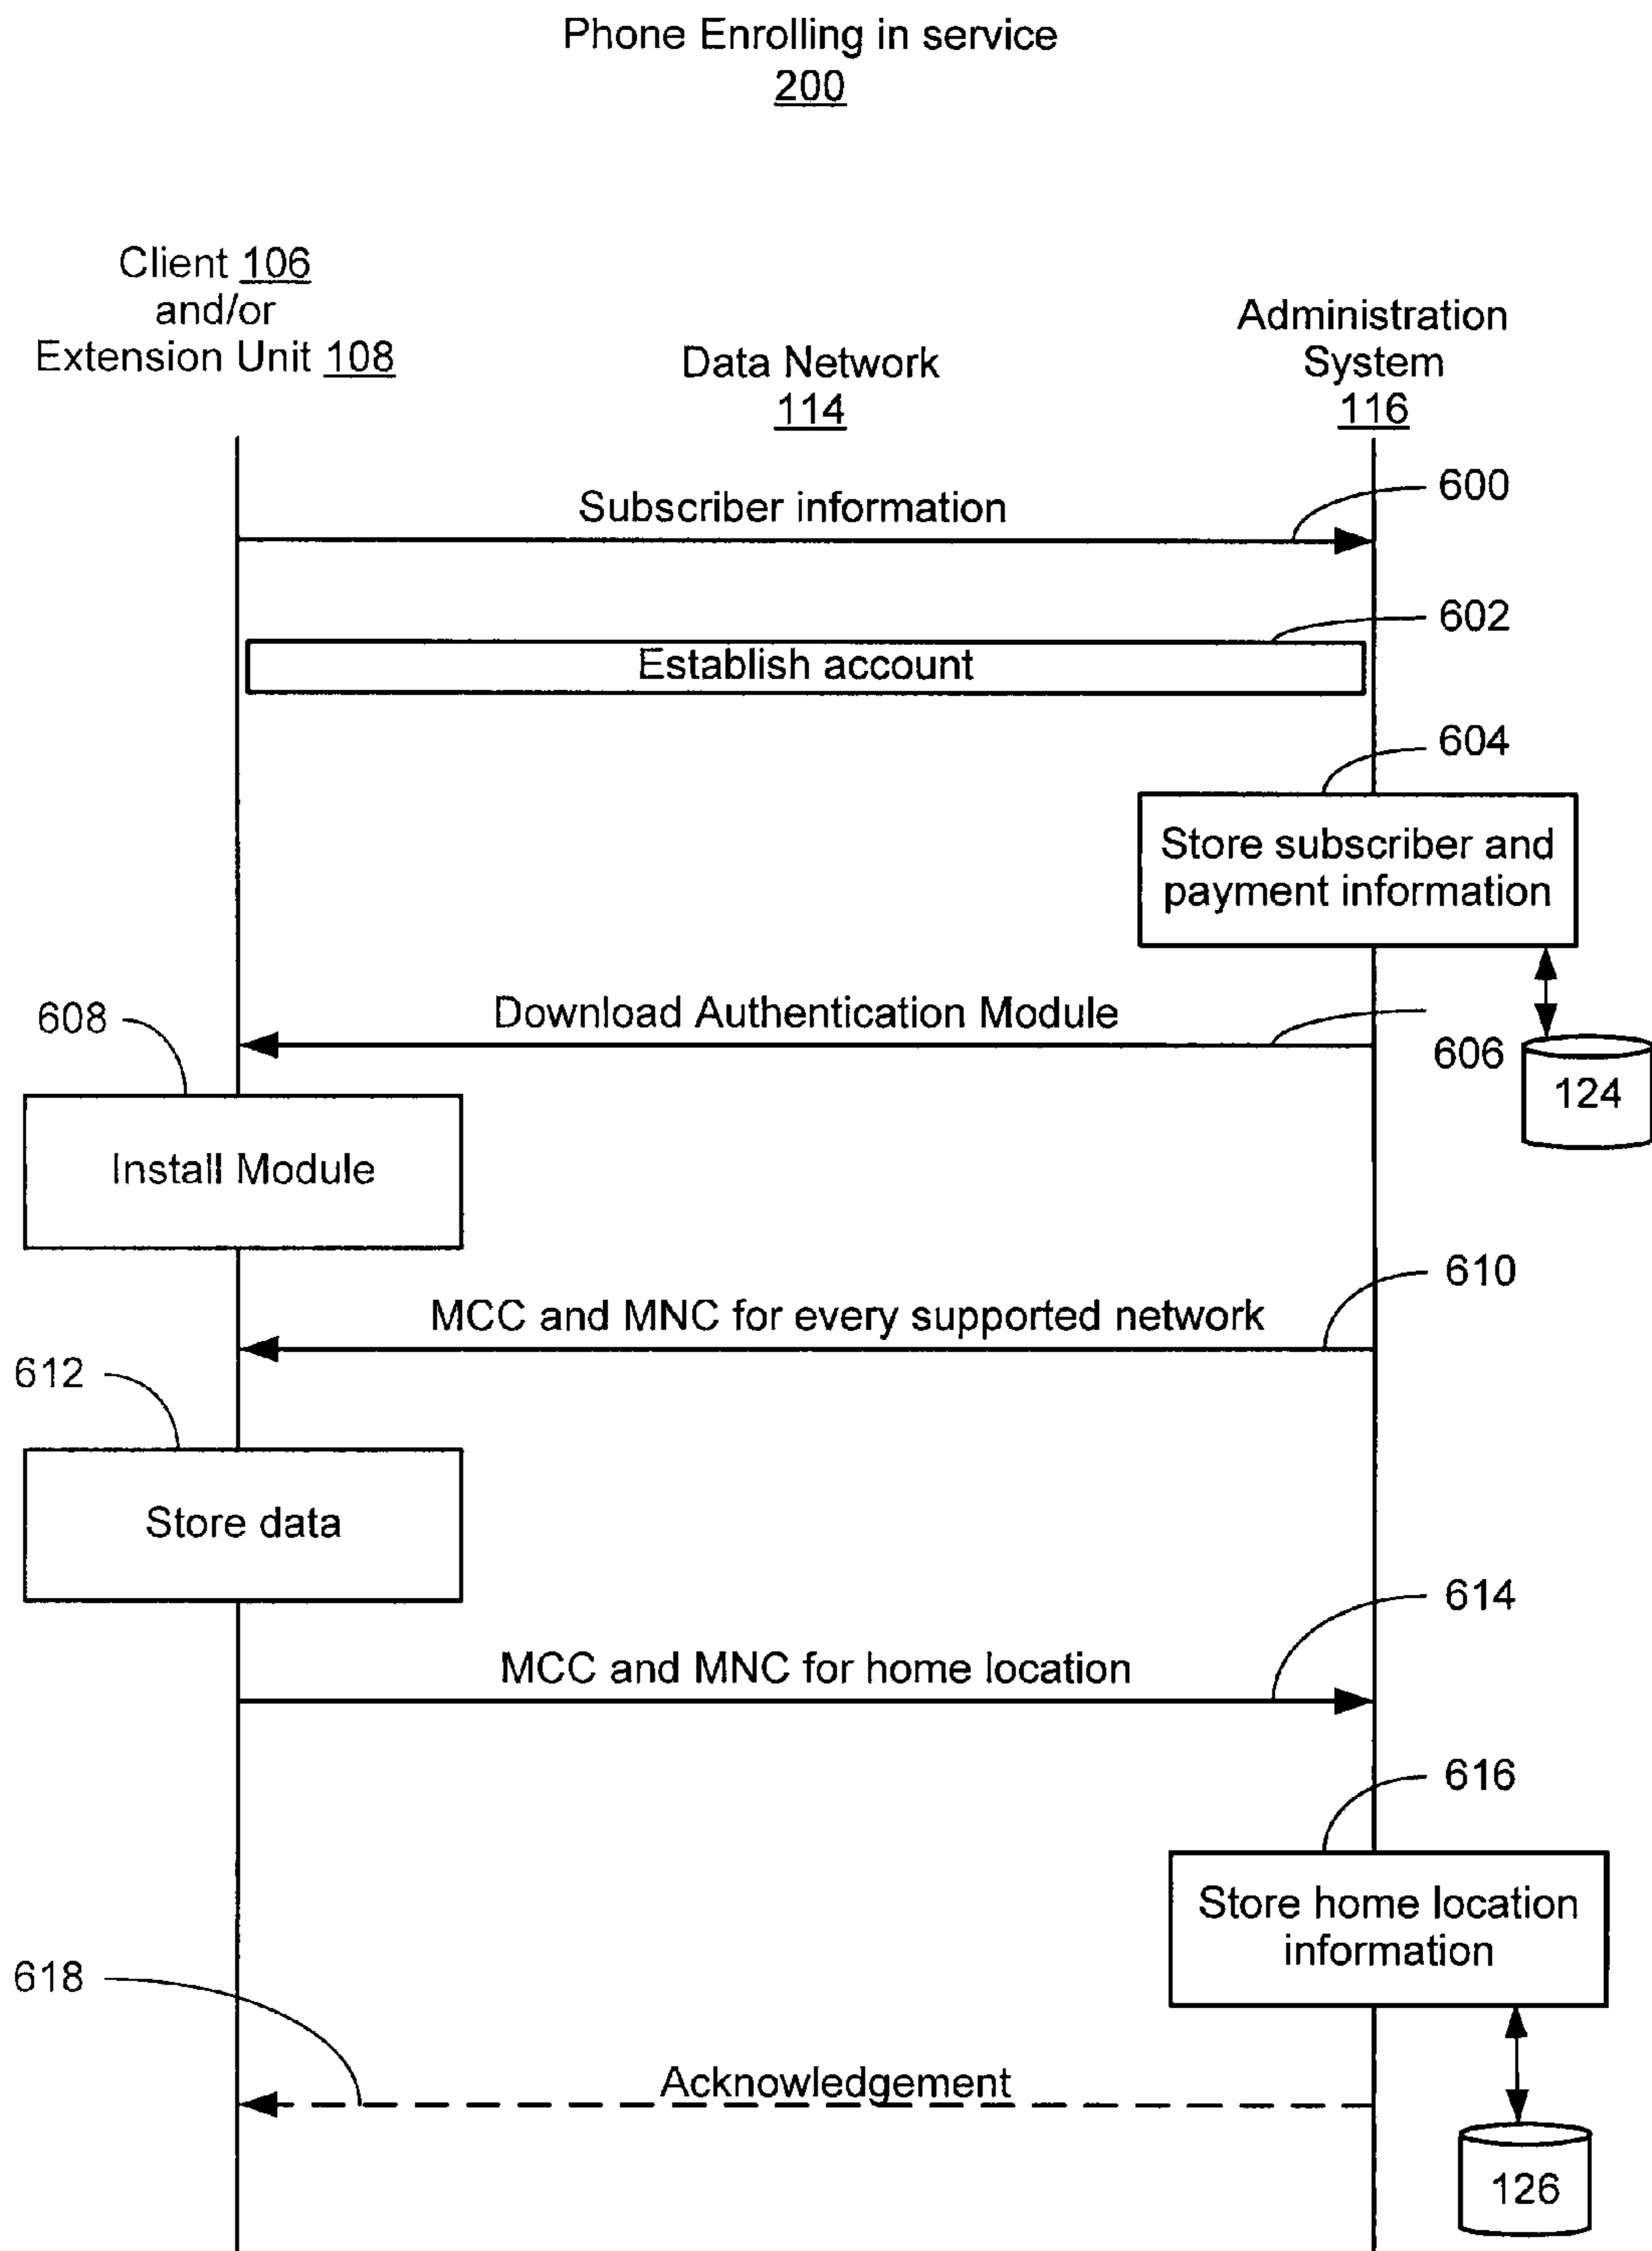 Phone Enrolling in service
200
Client 106
and/or
Extension Unit 108
Data Network
114
Administration
System
116
Subscriber information
600
Establish account
602
604
Store subscriber and
payment information
Download Authentication Module
606
124
608
Install Module
610
MCC and MNC for every supported network
612
Store data
614
MCC and MNC for home location
616
Store home location
information
618
Acknowledgement
126